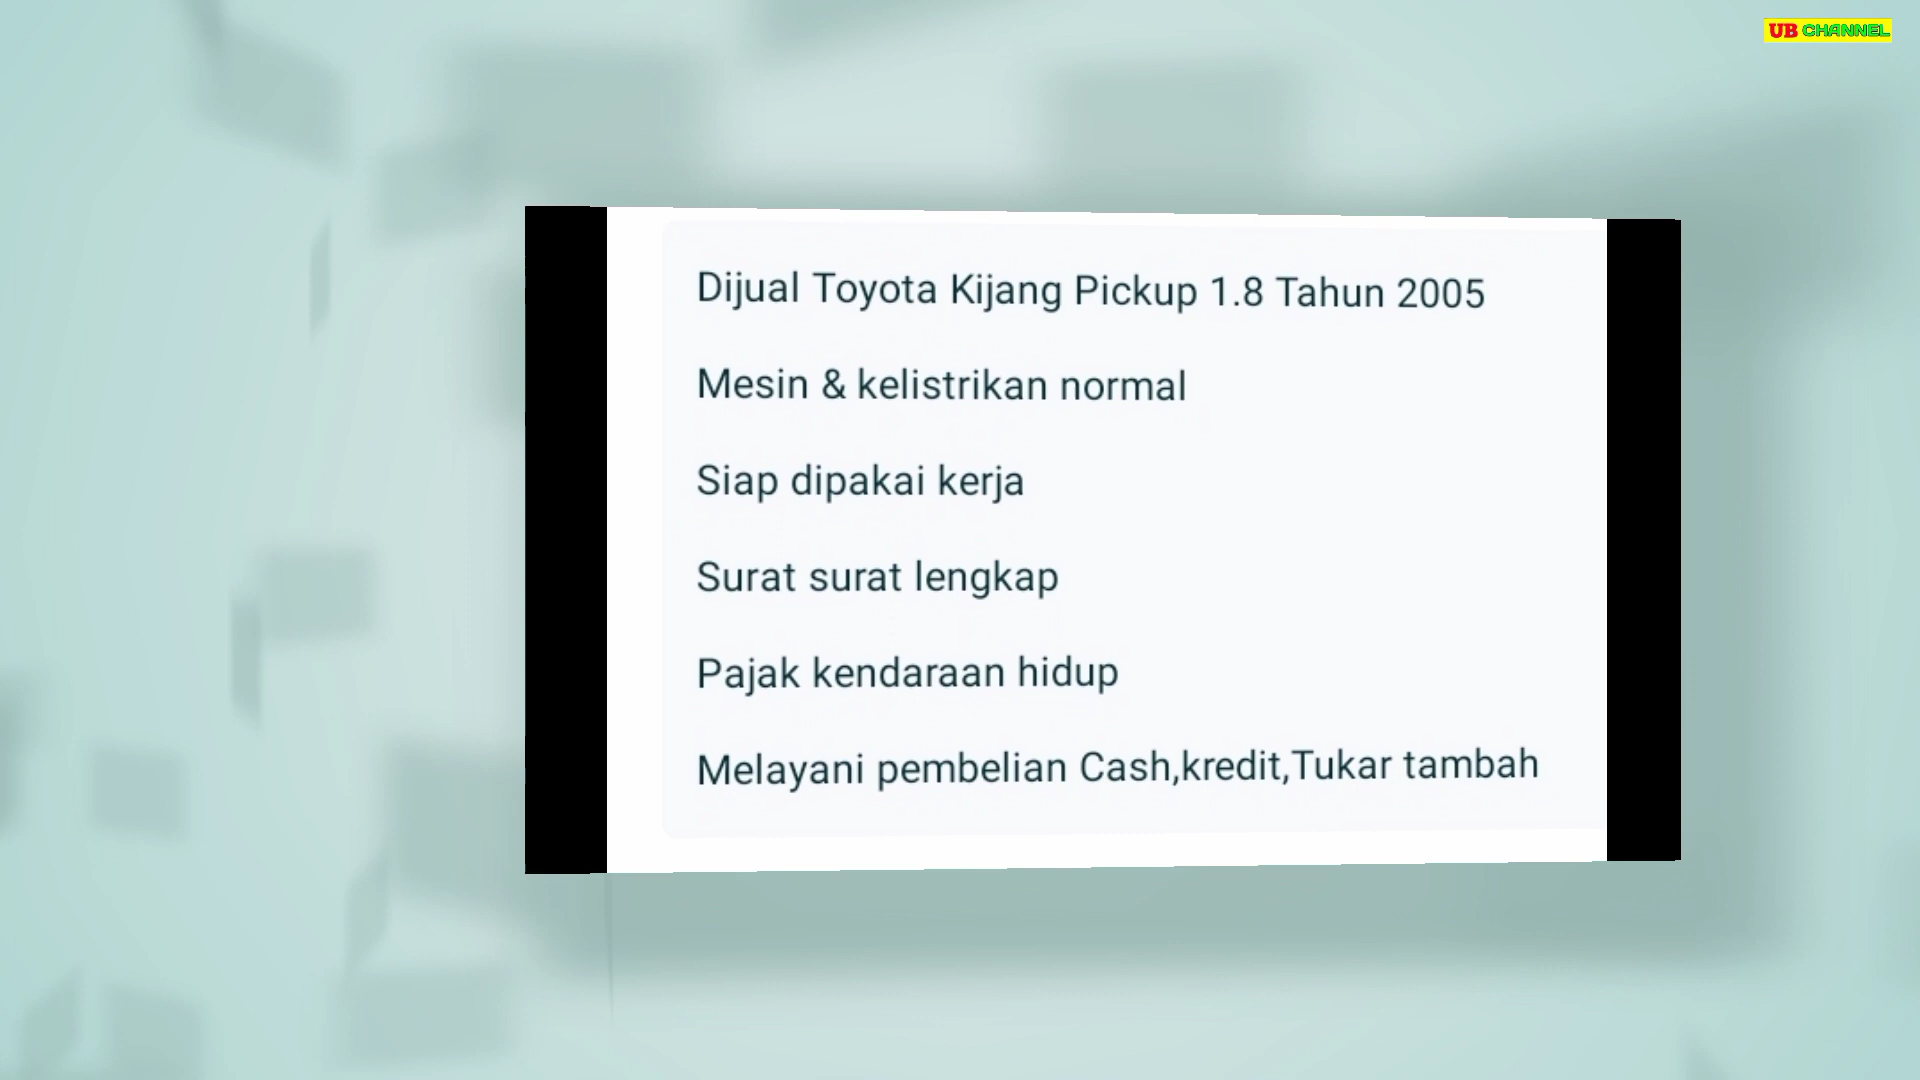 UB CHANNEL
Dijual Toyota Kijang Pickup 1.8 Tahun 2005
Mesin & kelistrikan normal
Siap dipakai kerja
Surat surat lengkap
Pajak kendaraan hidup
Melayani pembelian Cash,kredit,Tukar tambah